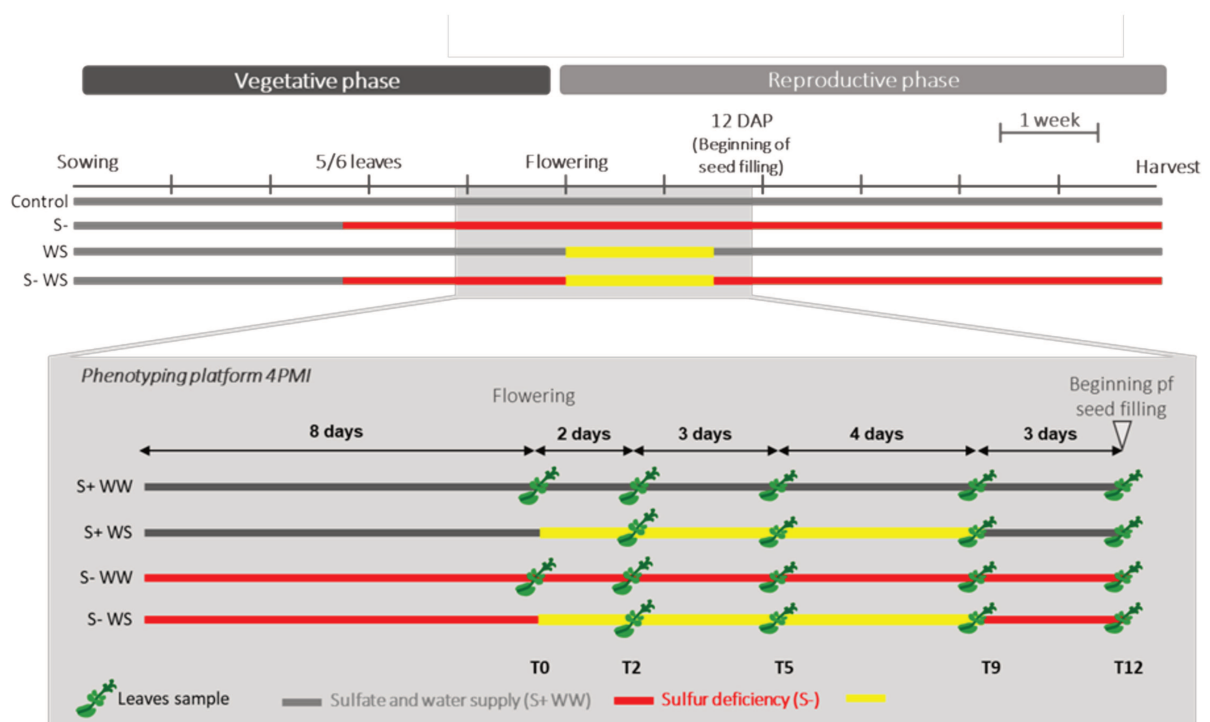 Vegetative phase
Reproductive phase
12 DAP
(Beginning of
seed filling)
1 week
Sowing
5/6 leaves
Flowering
Harvest
Control
S-
WS
S- WS
Phenotyping platform 4PMI
Flowering
Beginning pf
seed filling
8 days
2 days
3 days
4 days
3 days
S+ WW
S+ WS
S- WW
S- WS
T0
T2
T5
T9
T12
Leaves sample
Sulfate and water supply (S+ WW)
Sulfur deficiency (S-)